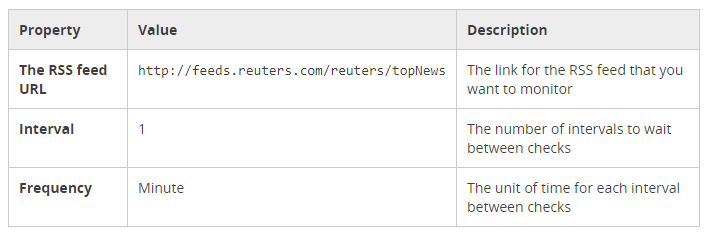 Property Value Description
The RSS feed URL http://feeds.reuters.com/reuters/topNews The link for the RSS feed that you want to monitor
Interval 1 The number of intervals to wait between checks
Frequency Minute The unit of time for each interval between checks